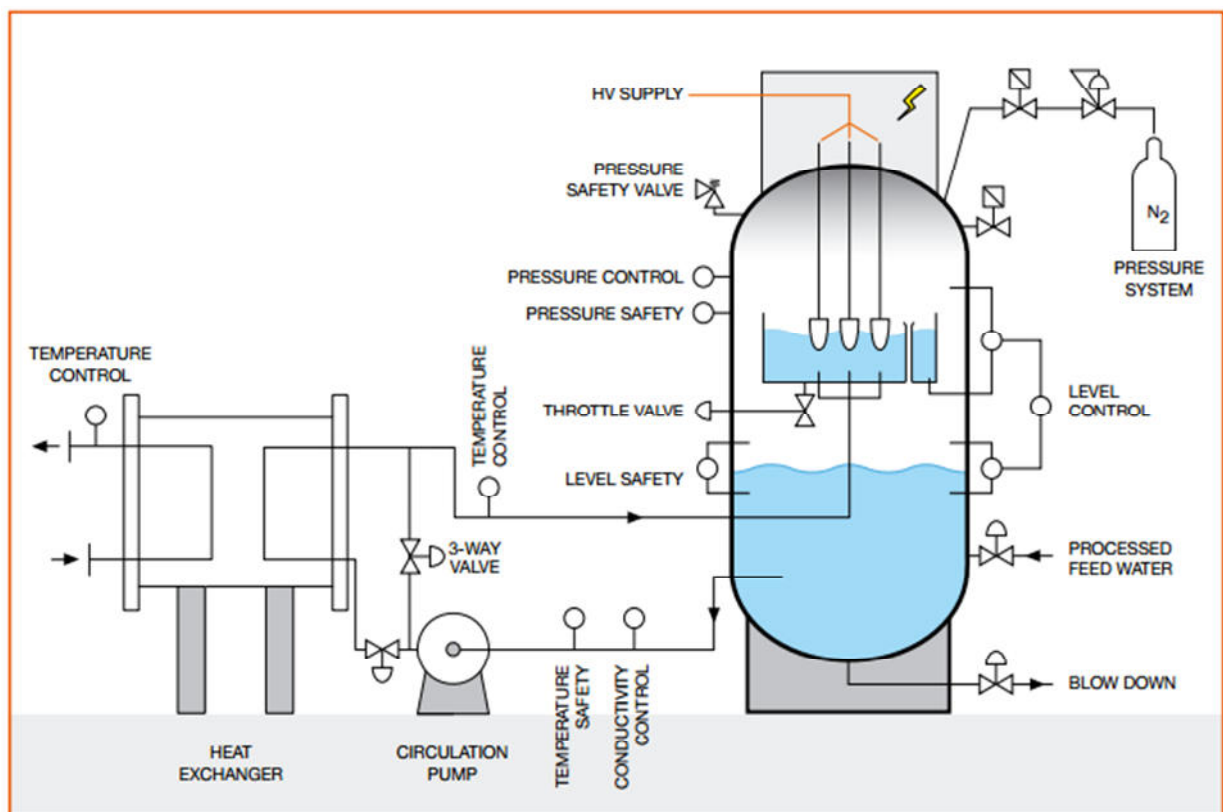 HV SUPPLY
PRESSURE
SAFETY VALVE
N2
PRESSURE
SYSTEM
PRESSURE CONTROL
PRESSURE SAFETY
TEMPERATURE
CONTROL
TEMPERATURE
CONTROL
THROTTLE VALVE
LEVEL
CONTROL
LEVEL SAFETY
3-WAY
VALVE
PROCESSED
FEED WATER
TEMPERATURE
SAFETY
CONDUCTIVITY
CONTROL
BLOW DOWN
HEAT
EXCHANGER
CIRCULATION
PUMP